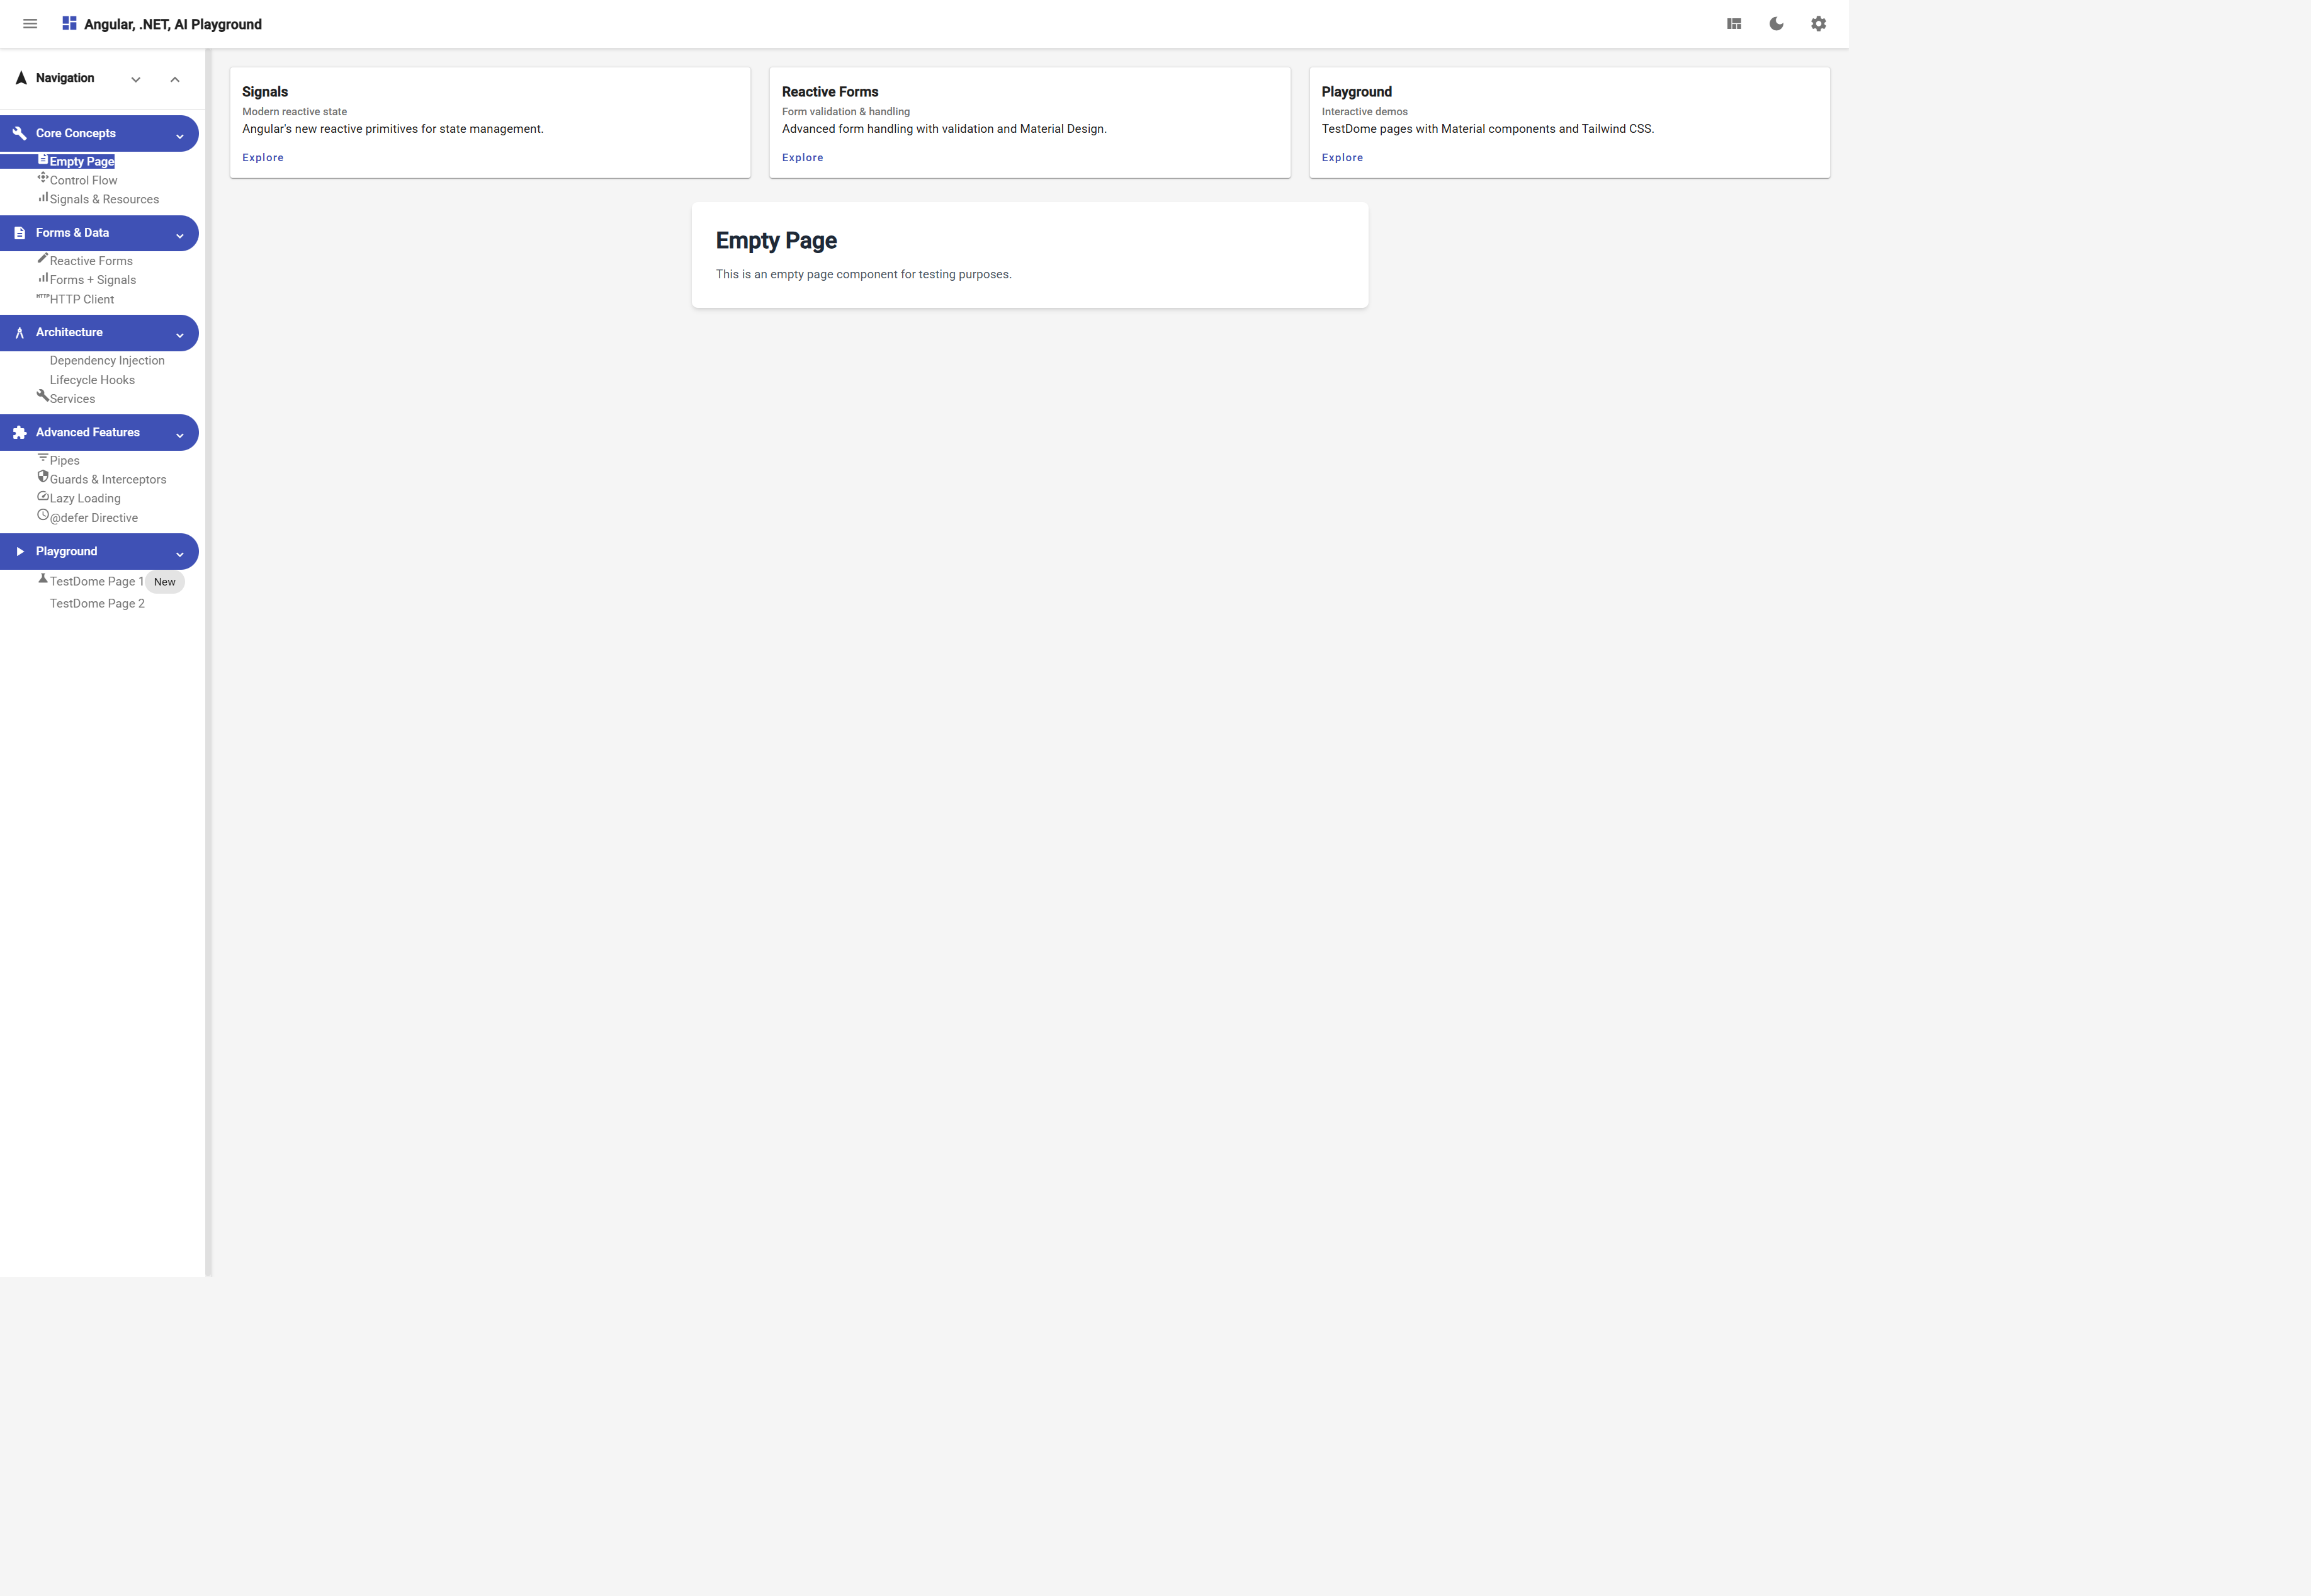 Angular, .NET, AI Playground
Navigation
Core Concepts
Empty Page
Control Flow
Signals & Resources
Forms & Data
Reactive Forms
Forms + Signals
HTTP
HTTP Client
Architecture
Dependency Injection
Lifecycle Hooks
Services
Advanced Features
Pipes
Guards & Interceptors
Lazy Loading
@defer Directive
Playground
TestDome Page 1 New
TestDome Page 2
Signals
Modern reactive state
Angular's new reactive primitives for state management.
Explore
Reactive Forms
Form validation & handling
Advanced form handling with validation and Material Design.
Explore
Playground
Interactive demos
TestDome pages with Material components and Tailwind CSS.
Explore
Empty Page
This is an empty page component for testing purposes.